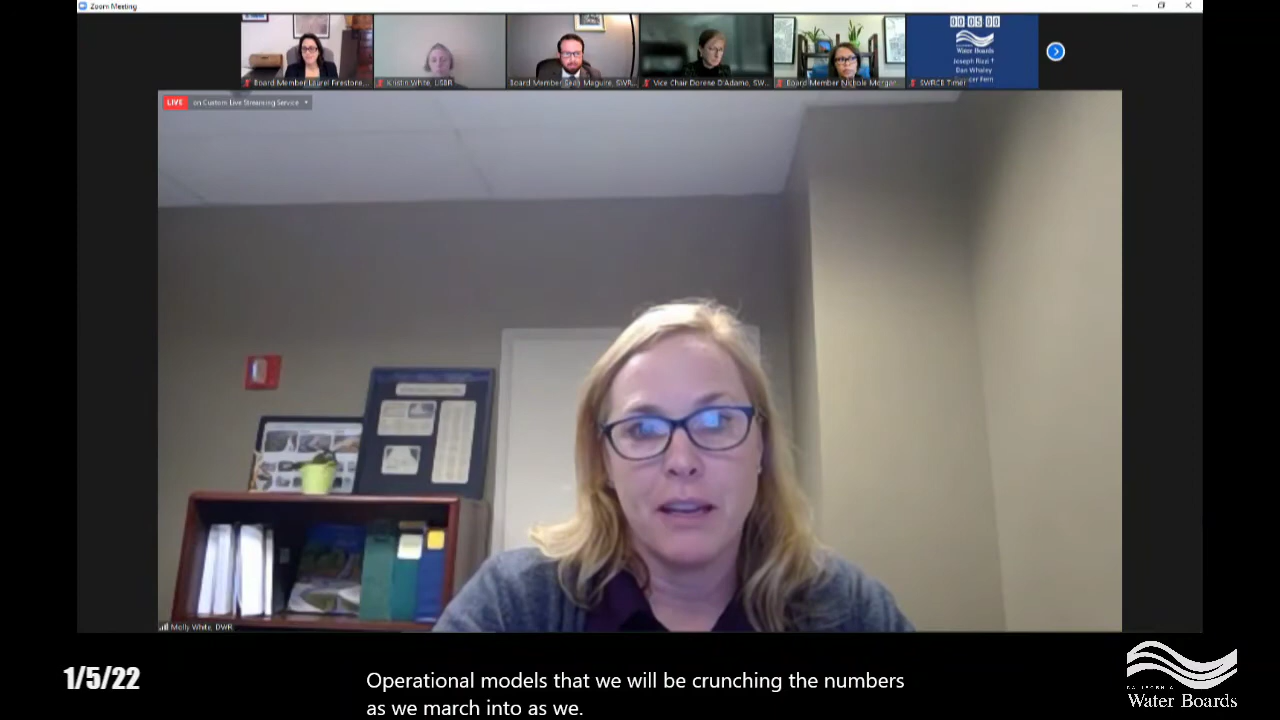 Zoom Meeting
00:05:00
Water Boards
Joseph Rizzi
Dan Whaley
Board Member Laurel Firestone...
Kristin White, USBR
Board Member Sean Maguire, SWR...
Vice Chair Dorene D'Adamo, SW...
Board Member Nichole Morgan...
SWRCB Timer
LIVE on Custom Live Streaming Service
Molly White, DWR
1/5/22
Operational models that we will be crunching the numbers
as we march into as we.
CALIFORNIA
Water Boards